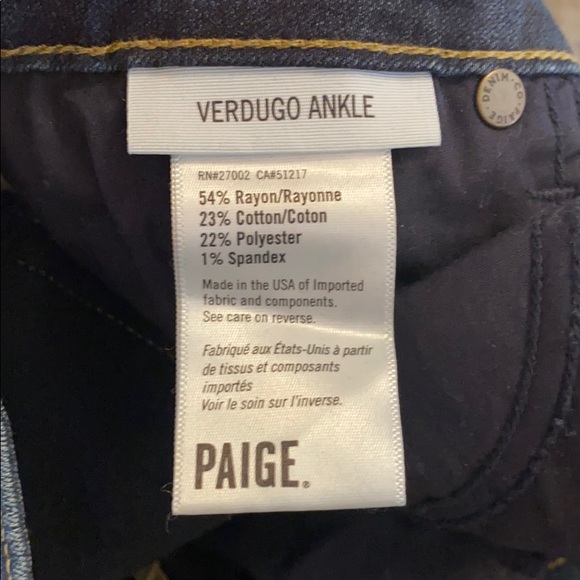 VERDUGO ANKLE
DENIM·CO·PAIGE·
RN#27002 CA#51217
54% Rayon/Rayonne
23% Cotton/Coton
22% Polyester
1% Spandex
Made in the USA of Imported
fabric and components.
See care on reverse.
Fabriqué aux États-Unis à partir
de tissus et composants
importés
Voir le soin sur l'inverse.
PAIGE®